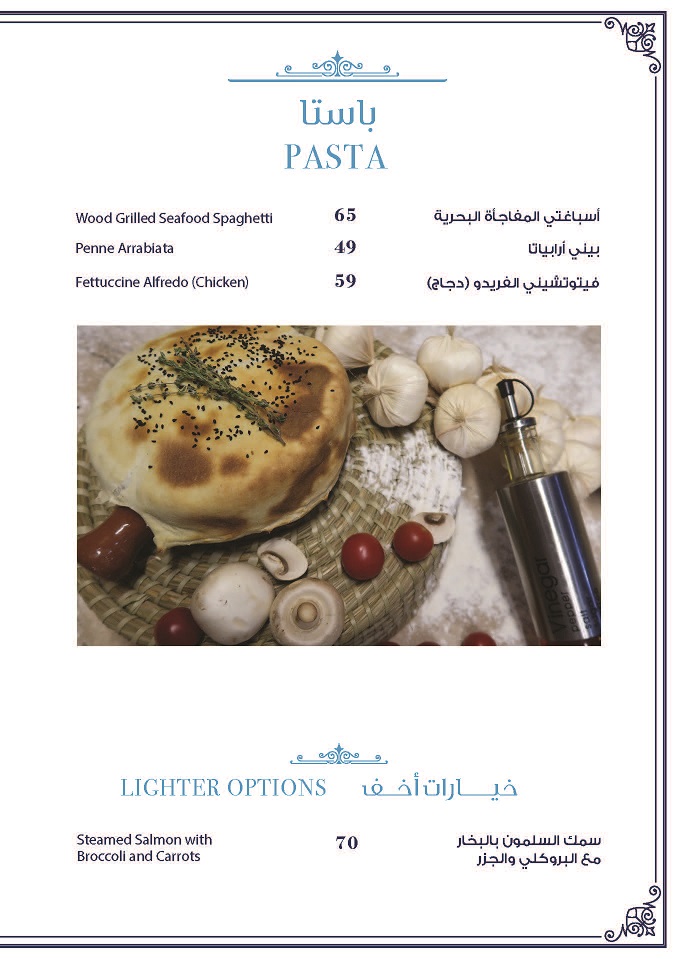 باستا
PASTA
Wood Grilled Seafood Spaghetti 65 أسباغتي المفاجأة البحرية
Penne Arrabiata 49 بيني أرابياتا
Fettuccine Alfredo (Chicken) 59 فيتوتشيني الفريدو (دجاج)
Vinegar
LIGHTER OPTIONS خيارات أخف
Steamed Salmon with 70 سمك السلمون بالبخار
Broccoli and Carrots مع البروكلي والجزر